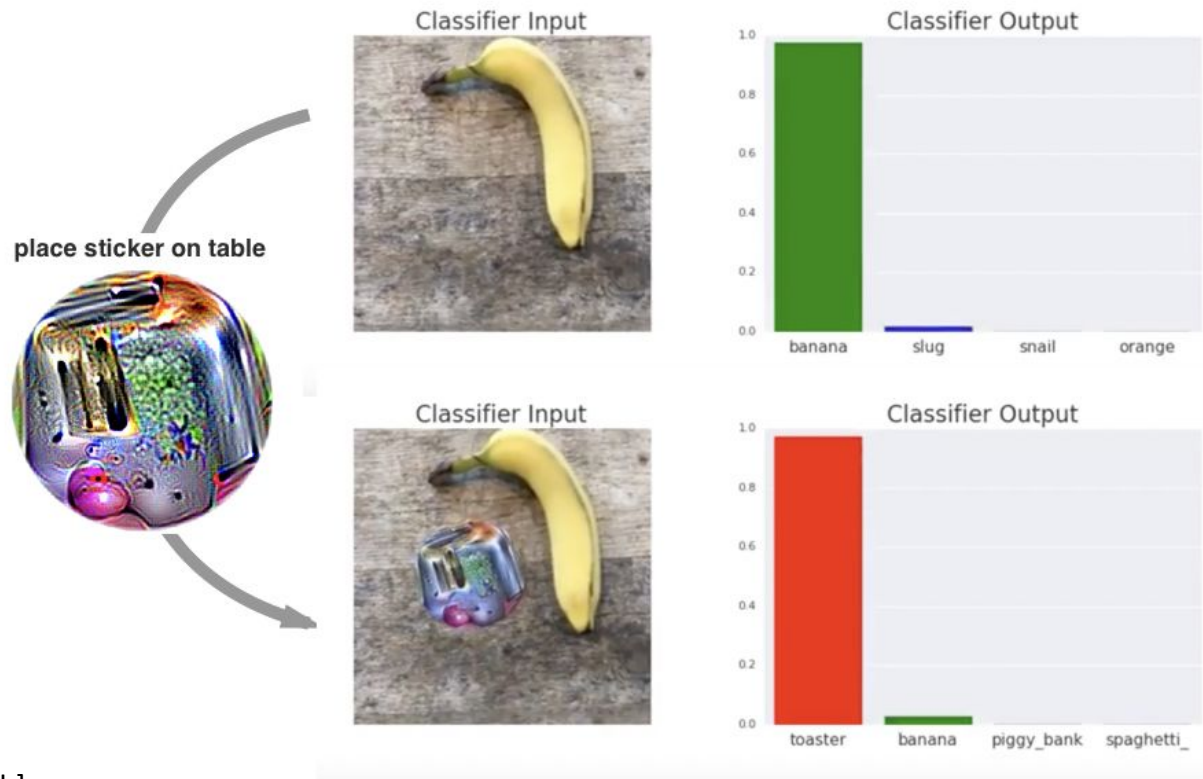 Classifier Input
Classifier Output
1.0
0.8
0.6
0.4
0.2
0.0
banana slug snail orange
place sticker on table
Classifier Input
Classifier Output
1.0
0.8
0.6
0.4
0.2
0.0
toaster banana piggy_bank spaghetti_